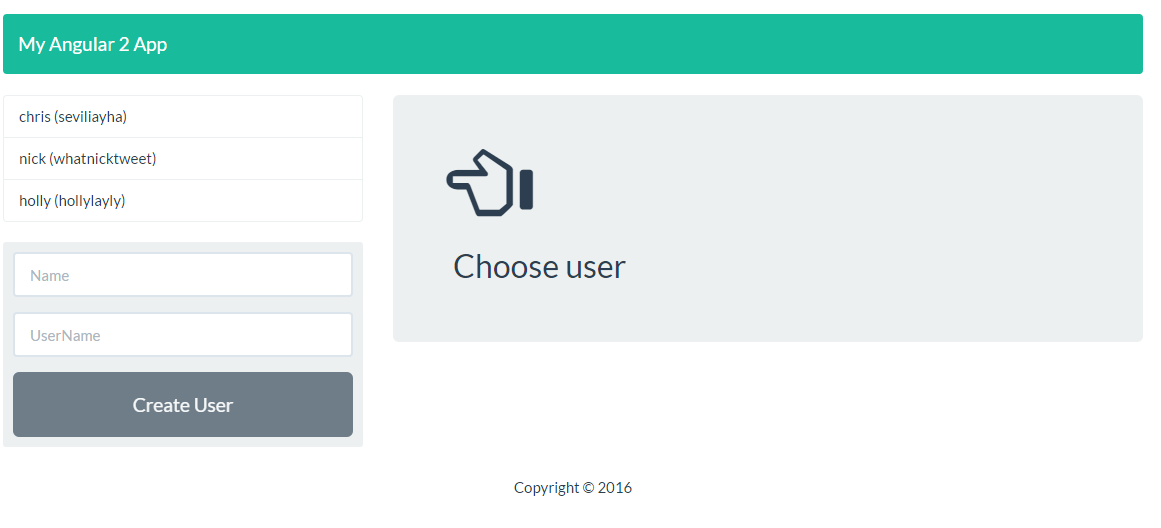 My Angular 2 App
chris (seviliayha)
nick (whatnicktweet)
holly (hollylayly)
Name
UserName
Create User
Choose user
Copyright © 2016